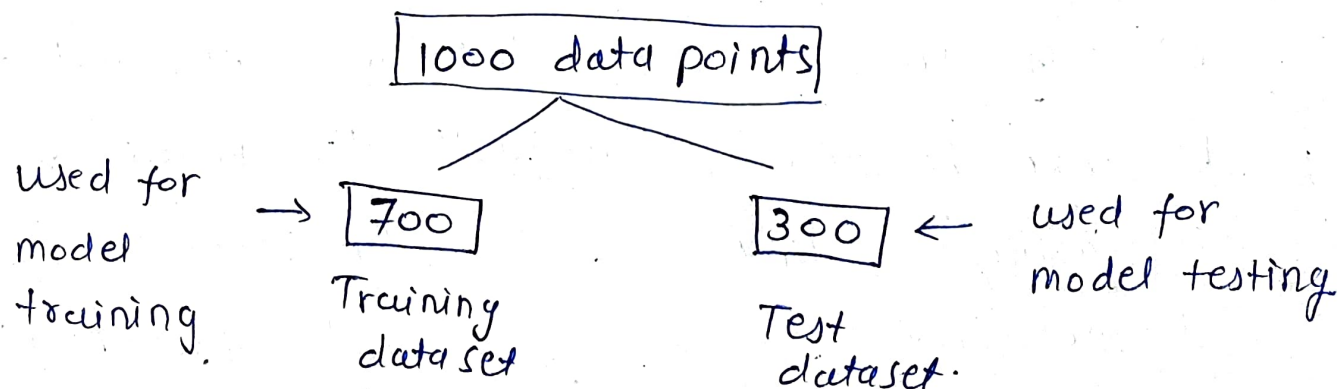 1000 data points
used for
model
training.
→
700
Training
dataset
300
Test
dataset.
←
used for
model testing